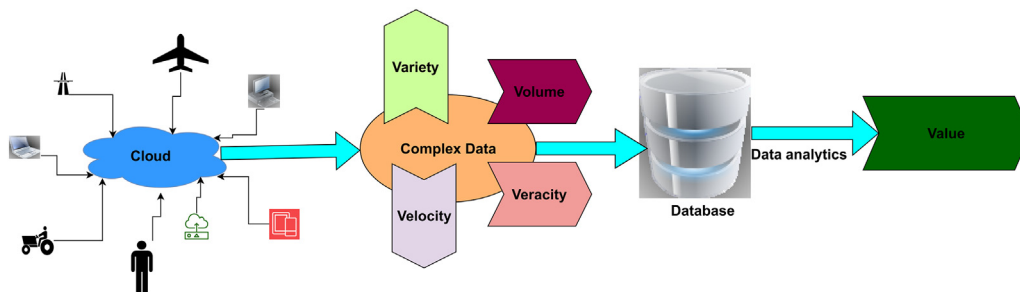 Variety
Volume
Cloud
Complex Data
Value
Data analytics
Veracity
Velocity
Database